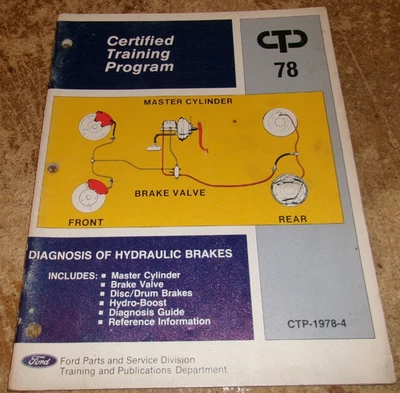 Certified
Training
Program
CTP
78
MASTER CYLINDER
BRAKE VALVE
FRONT
REAR
DIAGNOSIS OF HYDRAULIC BRAKES
INCLUDES: ■ Master Cylinder
■ Brake Valve
■ Disc/Drum Brakes
■ Hydro-Boost
■ Diagnosis Guide
■ Reference Information
CTP-1978-4
Ford
Ford Parts and Service Division
Training and Publications Department